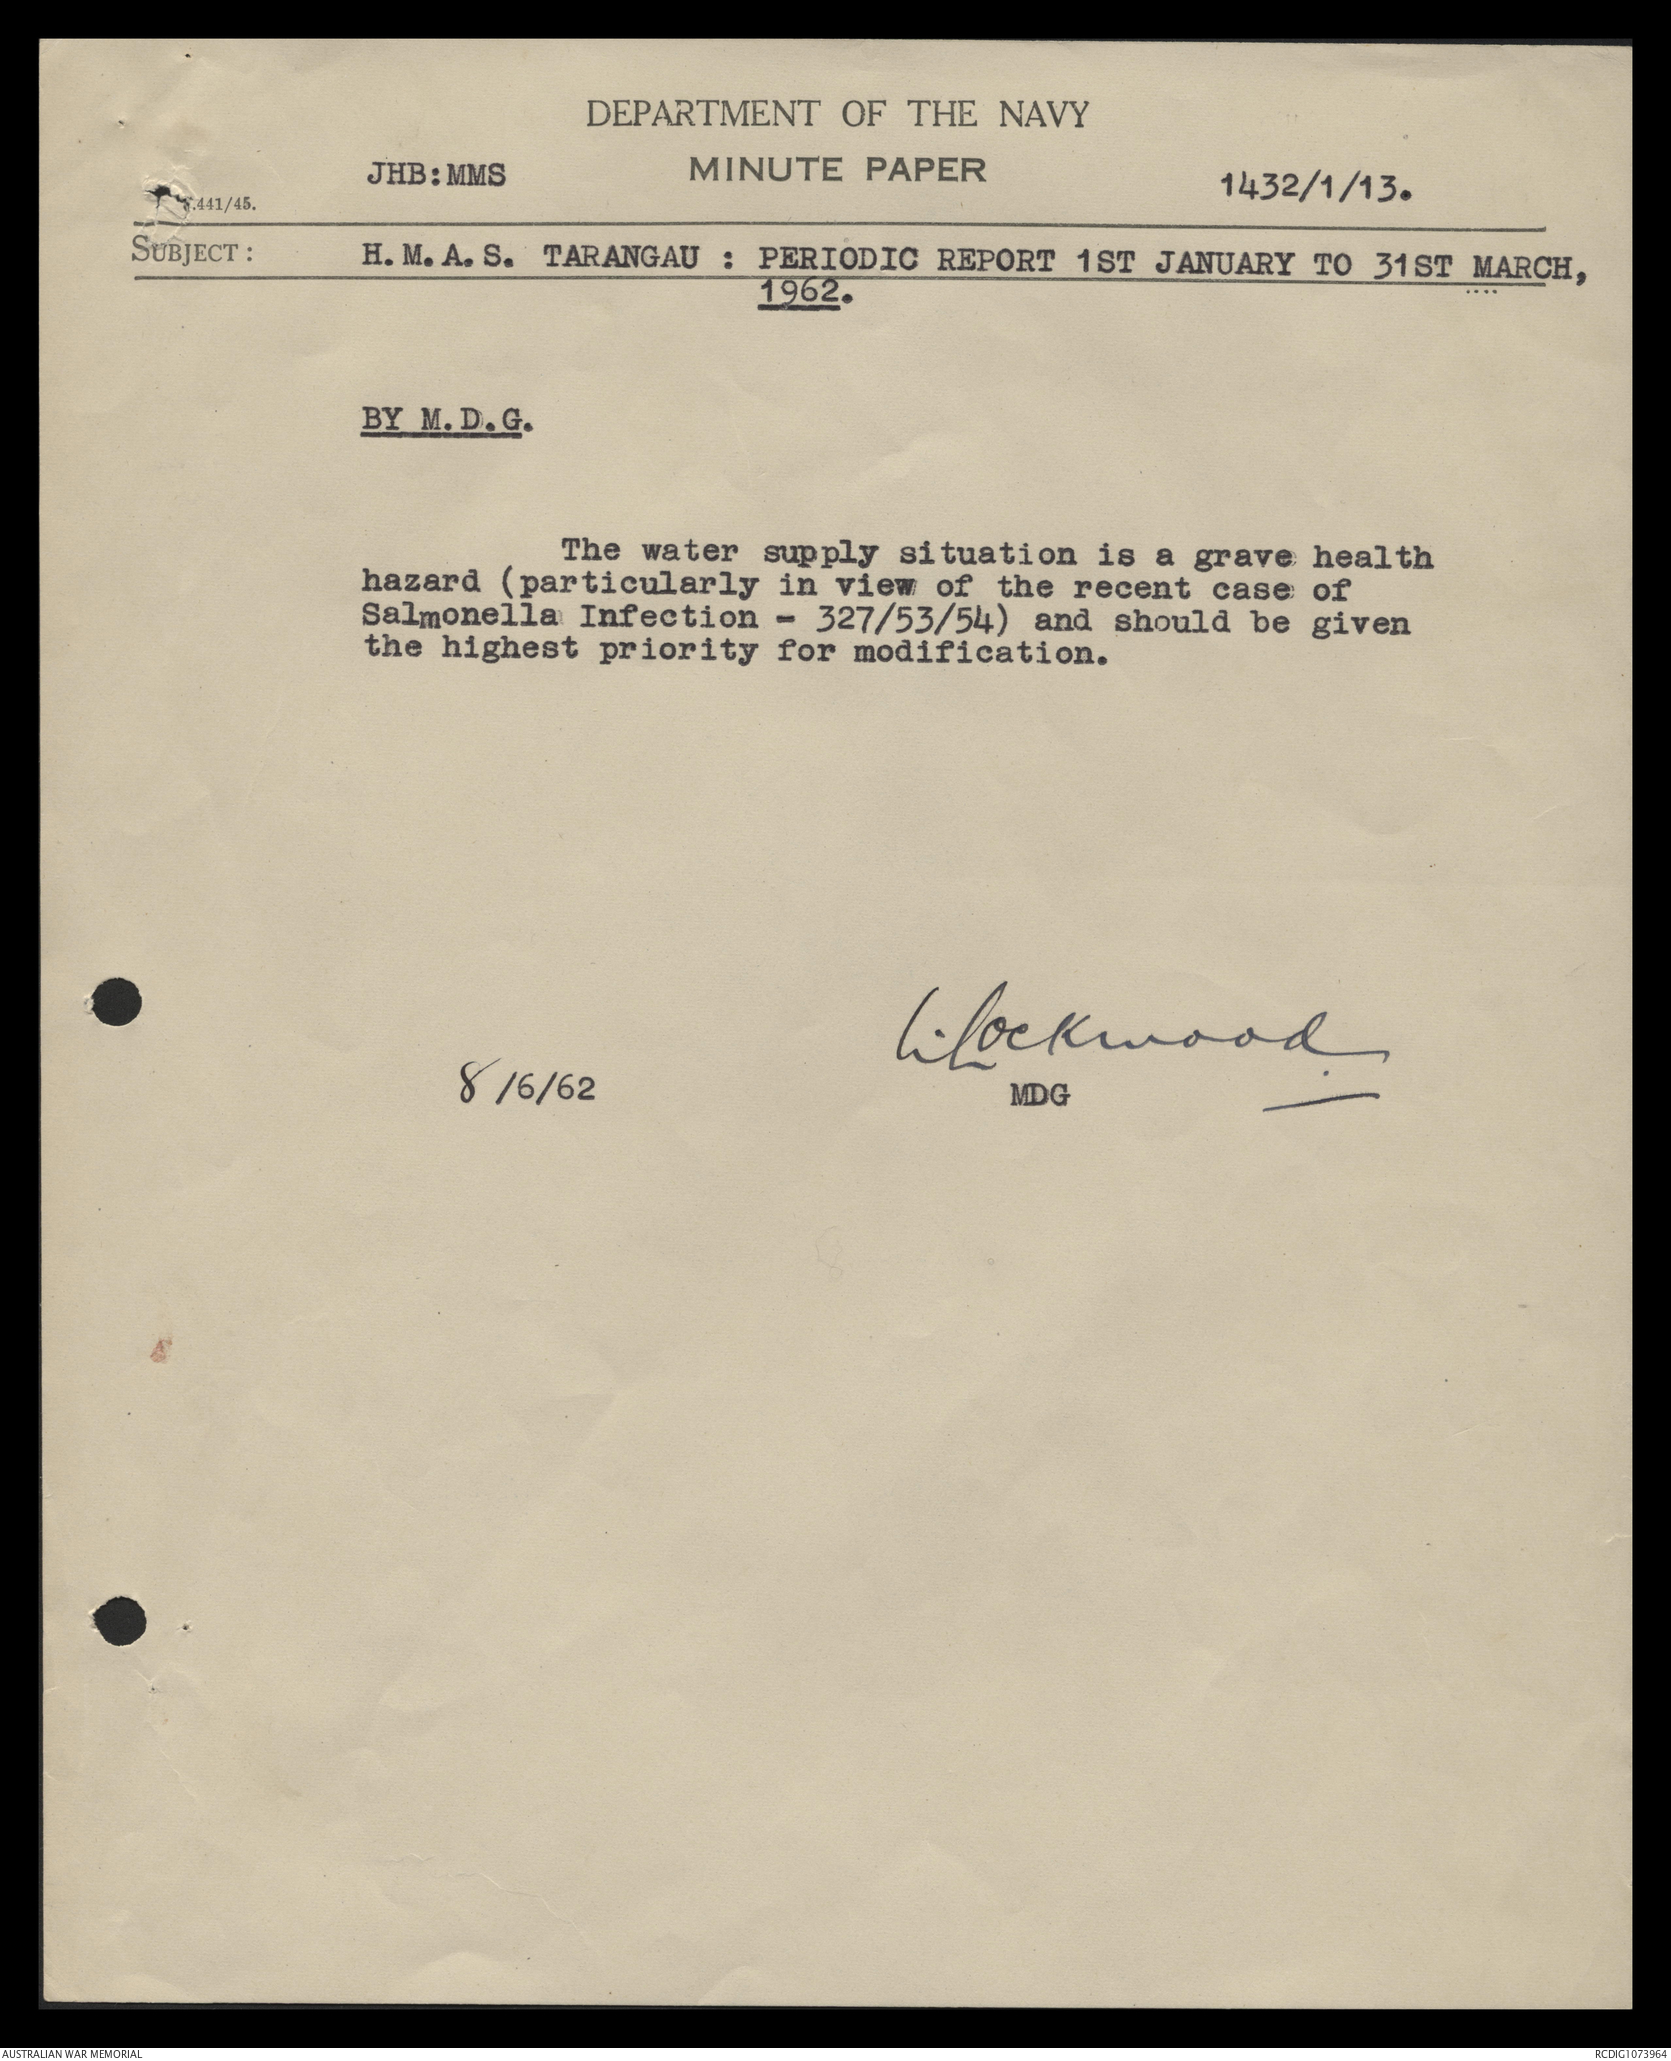 DEPARTMENT OF THE NAVY
JHB:MMS
MINUTE PAPER
1432/1/13.
.441/45.
SUBJECT:
H.M.A.S. TARANGAU : PERIODIC REPORT 1ST JANUARY TO 31ST MARCH,
1962.
....
BY M.D.G.
The water supply situation is a grave health
hazard (particularly in view of the recent case of
Salmonella Infection - 327/53/54) and should be given
the highest priority for modification.
Lockwood
8/6/62
MDG
AUSTRALIAN WAR MEMORIAL
RCDIG1073964